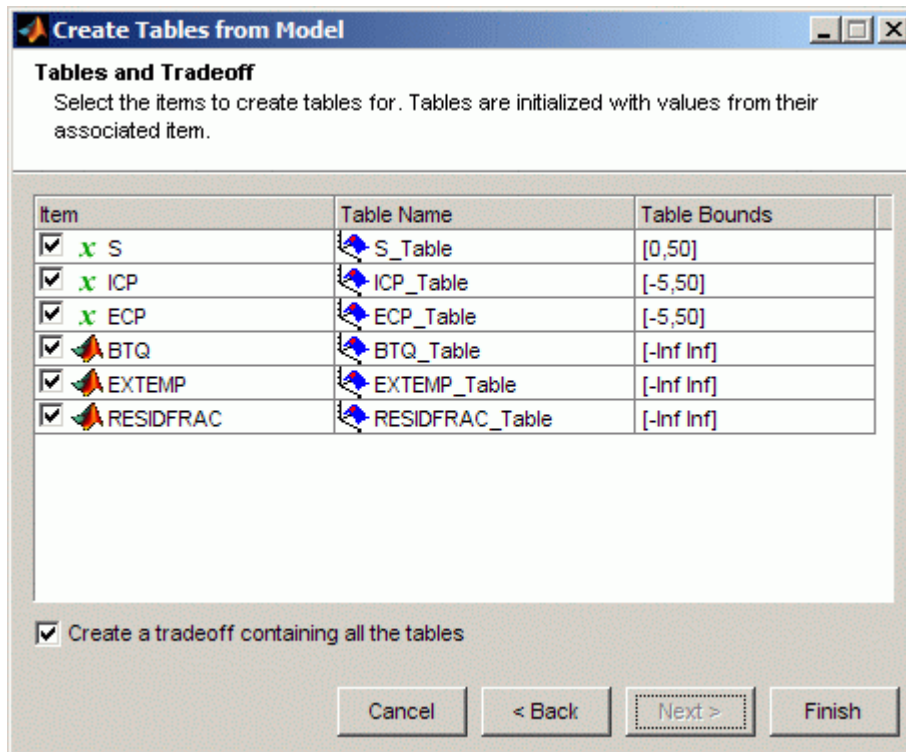 Create Tables from Model
Tables and Tradeoff
Select the items to create tables for. Tables are initialized with values from their
associated item.
Item Table Name Table Bounds
x S S_Table [0,50]
x ICP ICP_Table [-5,50]
x ECP ECP_Table [-5,50]
BTQ BTQ_Table [-Inf Inf]
EXTEMP EXTEMP_Table [-Inf Inf]
RESIDFRAC RESIDFRAC_Table [-Inf Inf]
Create a tradeoff containing all the tables
Cancel < Back Next > Finish